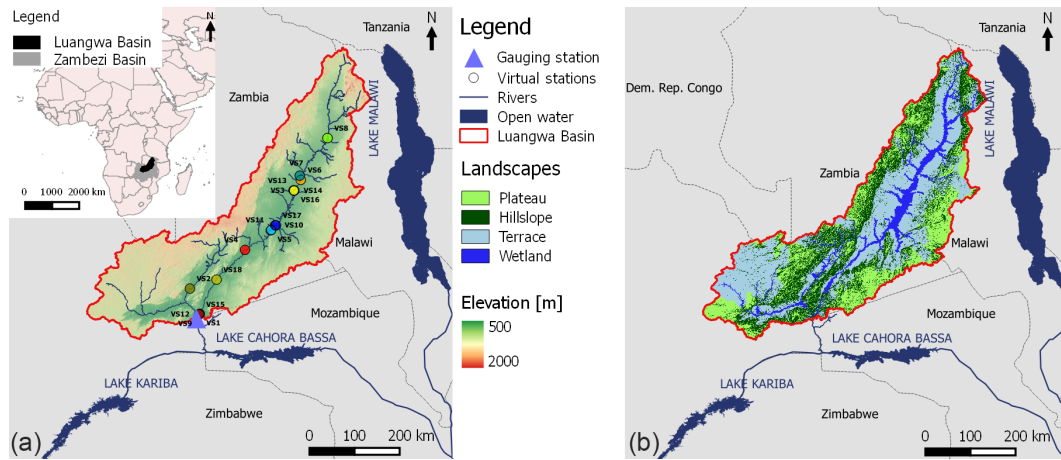 Legend
Luangwa Basin
Zambezi Basin
N
0 1000 2000 km
Tanzania
N
Zambia
LAKE MALAWI
VS8
VS7
VS6
VS13
VS3
VS14
VS16
VS17
VS11
VS10
VS4
VS5
Malawi
VS18
VS2
VS15
VS12
VS1
VS9
Mozambique
LAKE CAHORA BASSA
LAKE KARIBA
Zimbabwe
(a)
0 100 200 km
Legend
Gauging station
Virtual stations
Rivers
Open water
Luangwa Basin
Landscapes
Plateau
Hillslope
Terrace
Wetland
Elevation [m]
500
2000
Tanzania
N
Dem. Rep. Congo
LAKE MALAWI
Zambia
Malawi
Mozambique
LAKE CAHORA BASSA
LAKE KARIBA
Zimbabwe
(b)
0 100 200 km